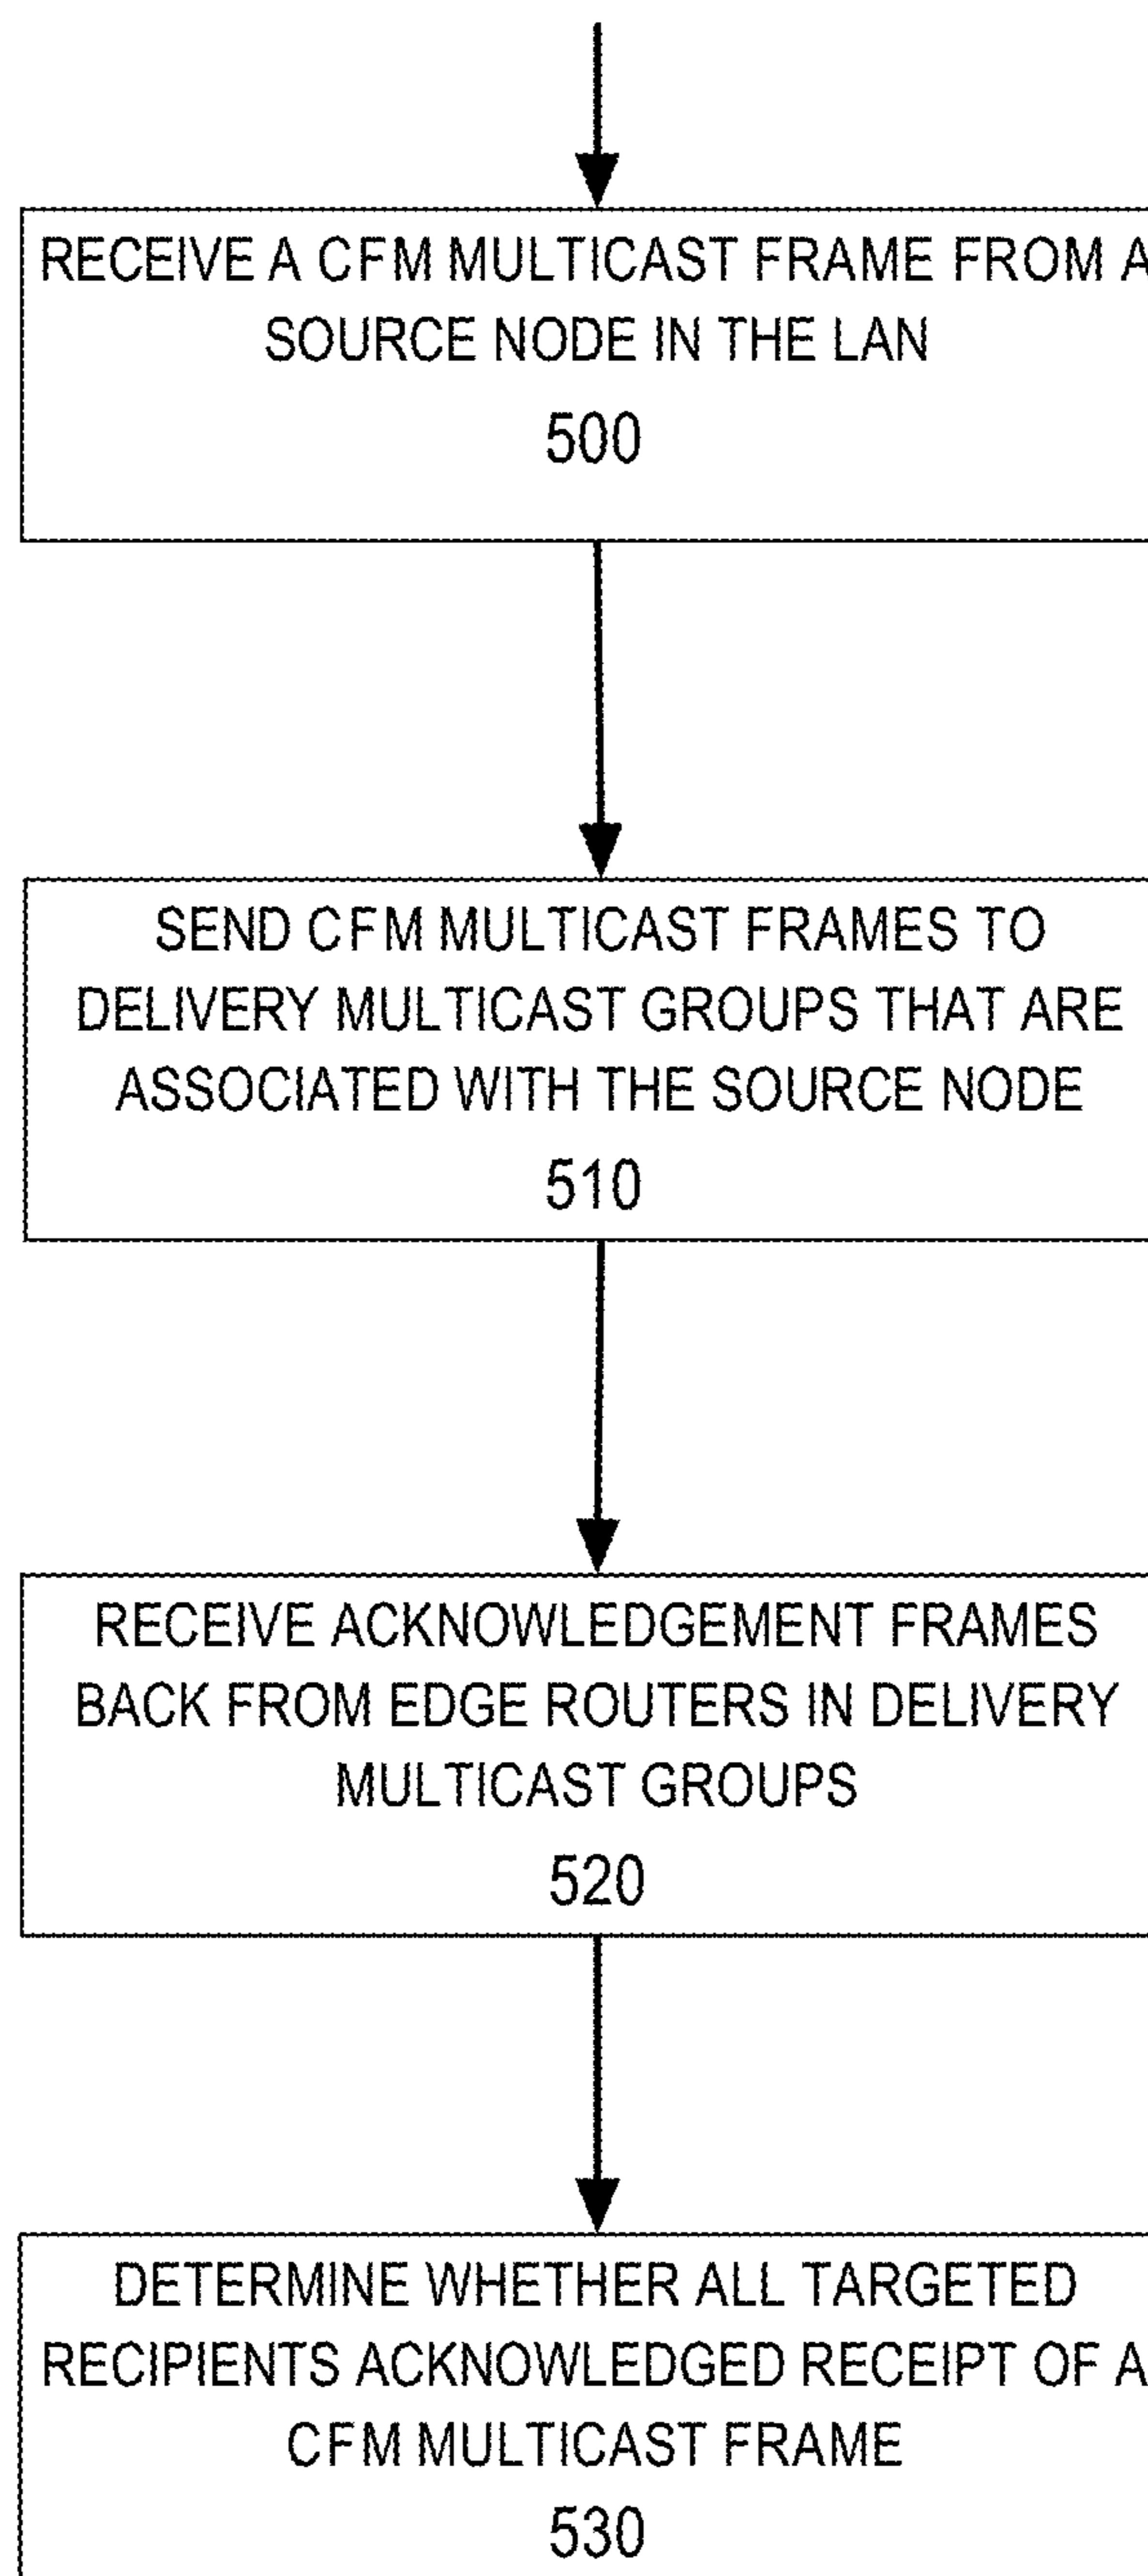 RECEIVE A CFM MULTICAST FRAME FROM A
SOURCE NODE IN THE LAN
500
SEND CFM MULTICAST FRAMES TO
DELIVERY MULTICAST GROUPS THAT ARE
ASSOCIATED WITH THE SOURCE NODE
510
RECEIVE ACKNOWLEDGEMENT FRAMES
BACK FROM EDGE ROUTERS IN DELIVERY
MULTICAST GROUPS
520
DETERMINE WHETHER ALL TARGETED
RECIPIENTS ACKNOWLEDGED RECEIPT OF A
CFM MULTICAST FRAME
530